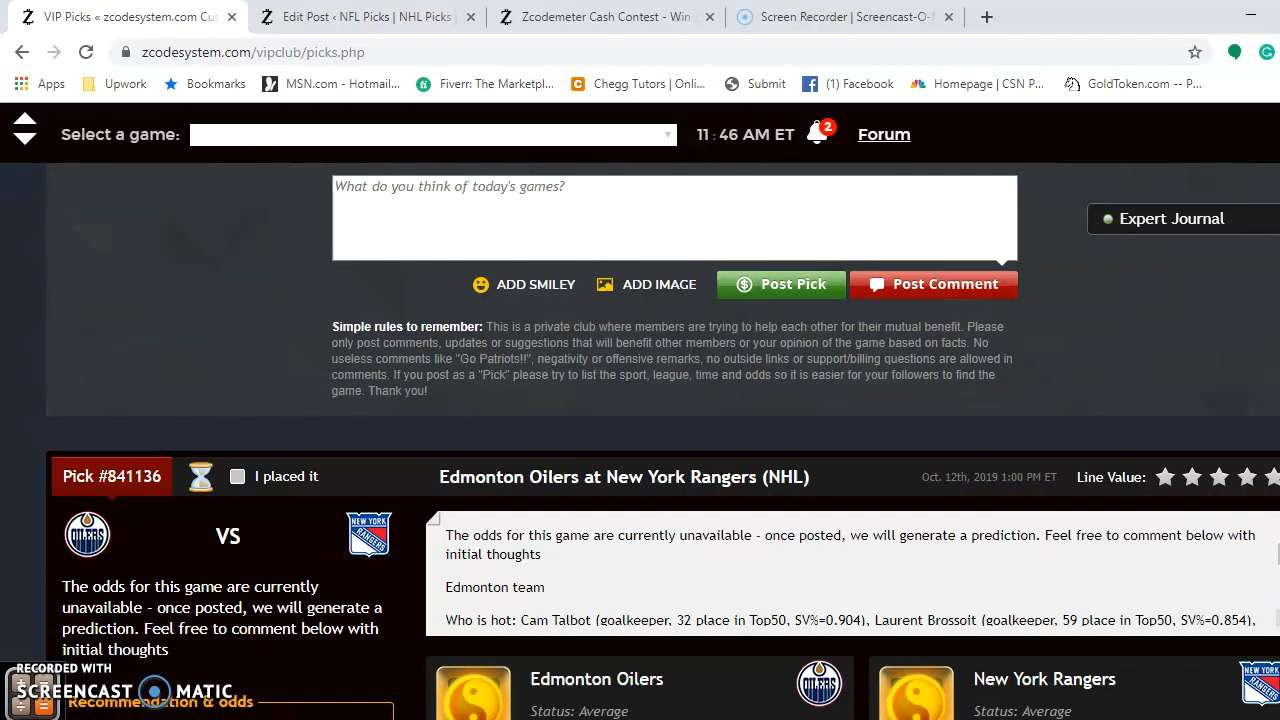 VIP Picks « zcodesystem.com Cus
Edit Post ‹ NFL Picks | NHL Picks
Zcodemeter Cash Contest - Win
Screen Recorder | Screencast-O-
zcodesystem.com/vipclub/picks.php
Apps
Upwork
Bookmarks
MSN.com - Hotmail...
Fiverr: The Marketpl...
Chegg Tutors | Onli...
Submit
(1) Facebook
Homepage | CSN P...
GoldToken.com -- P...
Select a game:
11:46 AM ET
2
Forum
What do you think of today's games?
Expert Journal
ADD SMILEY
ADD IMAGE
Post Pick
Post Comment
Simple rules to remember: This is a private club where members are trying to help each other for their mutual benefit. Please
only post comments, updates or suggestions that will benefit other members or your opinion of the game based on facts. No
useless comments like "Go Patriots!!", negativity or offensive remarks, no outside links or support/billing questions are allowed in
comments. If you post as a "Pick" please try to list the sport, league, time and odds so it is easier for your followers to find the
game. Thank you!
Pick #841136
I placed it
Edmonton Oilers at New York Rangers (NHL)
Oct. 12th, 2019 1:00 PM ET
Line Value:
OILERS
VS
NEW YORK
RANGERS
The odds for this game are currently
unavailable - once posted, we will generate a
prediction. Feel free to comment below with
initial thoughts
The odds for this game are currently unavailable - once posted, we will generate a prediction. Feel free to comment below with
initial thoughts
Edmonton team
Who is hot: Cam Talbot (goalkeeper, 32 place in Top50, SV%=0.904), Laurent Brossoit (goalkeeper, 59 place in Top50, SV%=0.854),
RECORDED WITH
SCREENCAST MATIC
Recommendation & odds
Edmonton Oilers
OILERS
Status: Average
New York Rangers
NEW YORK
Status: Average